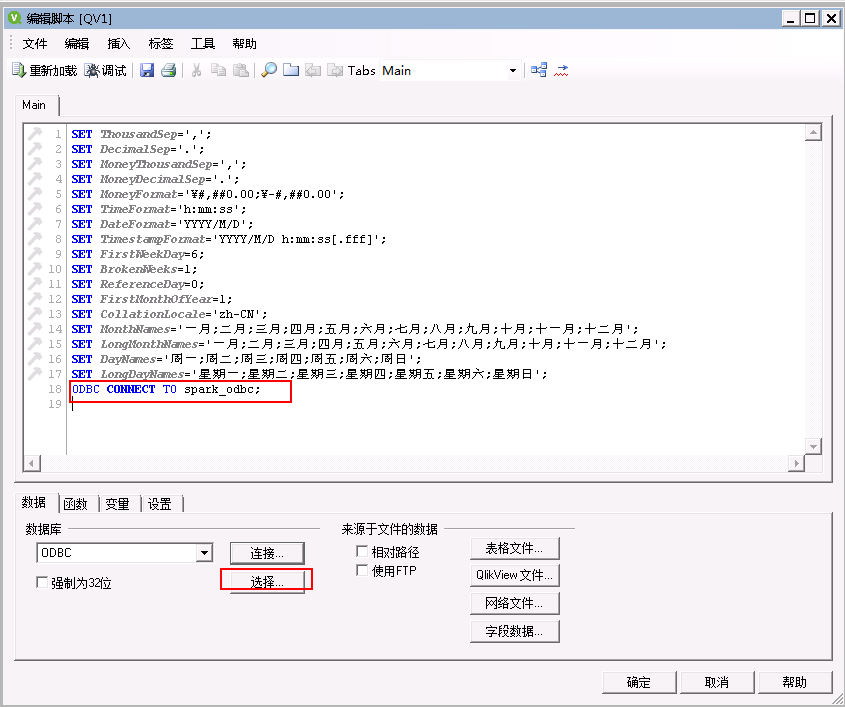 编辑脚本 [QV1]
文件 编辑 插入 标签 工具 帮助
重新加载 调试 Tabs Main
Main
1 SET ThousandSep=',';
2 SET DecimalSep='.';
3 SET MoneyThousandSep=',';
4 SET MoneyDecimalSep='.';
5 SET MoneyFormat='¥#,##0.00;¥-#,##0.00';
6 SET TimeFormat='h:mm:ss';
7 SET DateFormat='YYYY/M/D';
8 SET TimestampFormat='YYYY/M/D h:mm:ss[.fff]';
9 SET FirstWeekDay=6;
10 SET BrokenWeeks=1;
11 SET ReferenceDay=0;
12 SET FirstMonthOfYear=1;
13 SET CollationLocale='zh-CN';
14 SET MonthNames='一月;二月;三月;四月;五月;六月;七月;八月;九月;十月;十一月;十二月';
15 SET LongMonthNames='一月;二月;三月;四月;五月;六月;七月;八月;九月;十月;十一月;十二月';
16 SET DayNames='周一;周二;周三;周四;周五;周六;周日';
17 SET LongDayNames='星期一;星期二;星期三;星期四;星期五;星期六;星期日';
18 ODBC CONNECT TO spark_odbc;
19
数据 函数 变量 设置
数据库
ODBC
连接...
强制为32位
选择...
来源于文件的数据
相对路径
使用FTP
表格文件...
QlikView 文件...
网络文件...
字段数据...
确定 取消 帮助